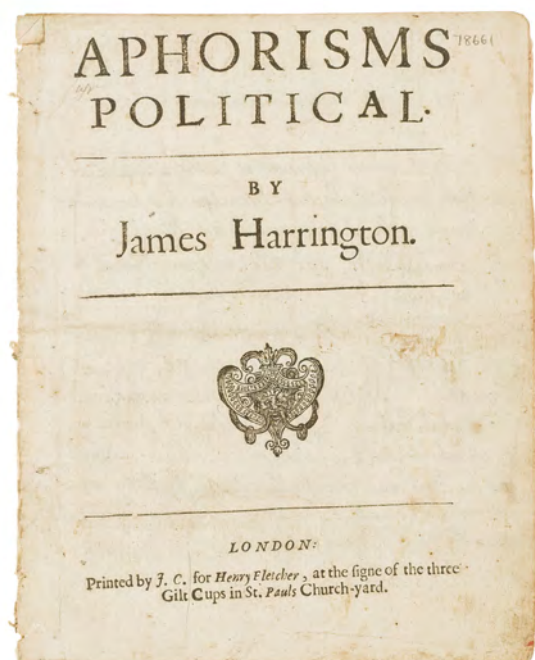 APHORISMS
78661
POLITICAL.
BY
James Harrington.
LONDON:
Printed by J. C. for Henry Fletcher, at the ſigne of the three
Gilt Cups in St. Pauls Church-yard.